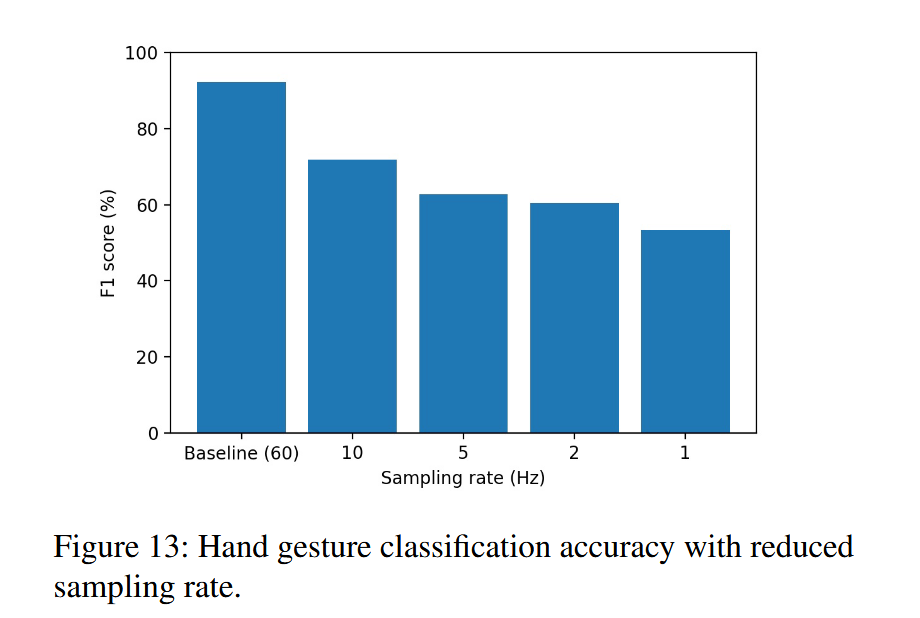 100
80
60
40
20
0
F1 score (%)
Baseline (60) 10 5 2 1
Sampling rate (Hz)
Figure 13: Hand gesture classification accuracy with reduced
sampling rate.